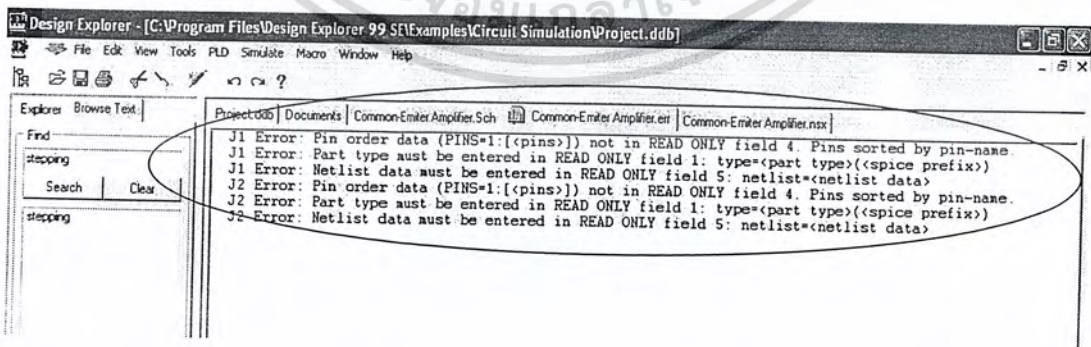 Design Explorer - [C:\Program Files\Design Explorer 99 SE\Examples\Circuit Simulation\Project.ddb]
File Edit View Tools PLD Simulate Macro Window Help
Explorer Browse Text
Project.ddb Documents Common-Emiter Amplifier.Sch Common-Emiter Amplifier.err Common-Emiter Amplifier.nsx
Find
stepping
Search Clear
stepping
J1 Error: Pin order data (PINS=1:[<pins>]) not in READ ONLY field 4. Pins sorted by pin-name.
J1 Error: Part type must be entered in READ ONLY field 1: type=<part type>(<spice prefix>)
J1 Error: Netlist data must be entered in READ ONLY field 5: netlist=<netlist data>
J2 Error: Pin order data (PINS=1:[<pins>]) not in READ ONLY field 4. Pins sorted by pin-name.
J2 Error: Part type must be entered in READ ONLY field 1: type=<part type>(<spice prefix>)
J2 Error: Netlist data must be entered in READ ONLY field 5: netlist=<netlist data>